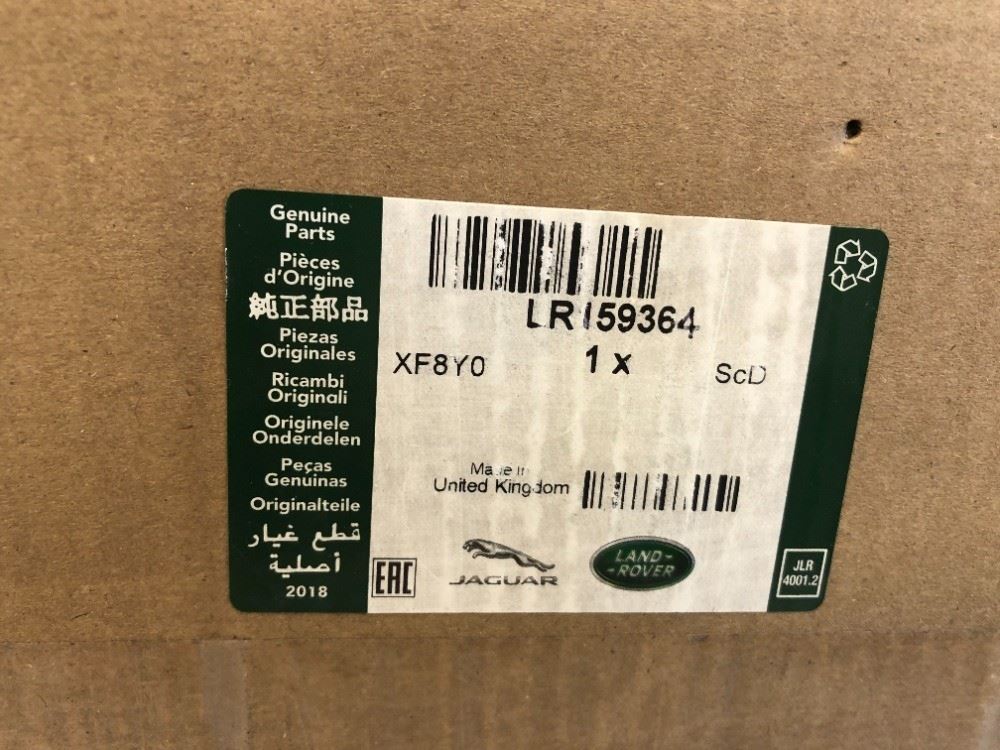 Genuine
Parts
Pièces
d'Origine
純正部品
Piezas
Originales
Ricambi
Originali
Originele
Onderdelen
Peças
Genuinas
Originalteile
قطع غيار
أصلية
2018
LR159364
XF8Y0
1 x
ScD
Made in
United Kingdom
EAC
JAGUAR
LAND-
-ROVER
JLR
4001.2